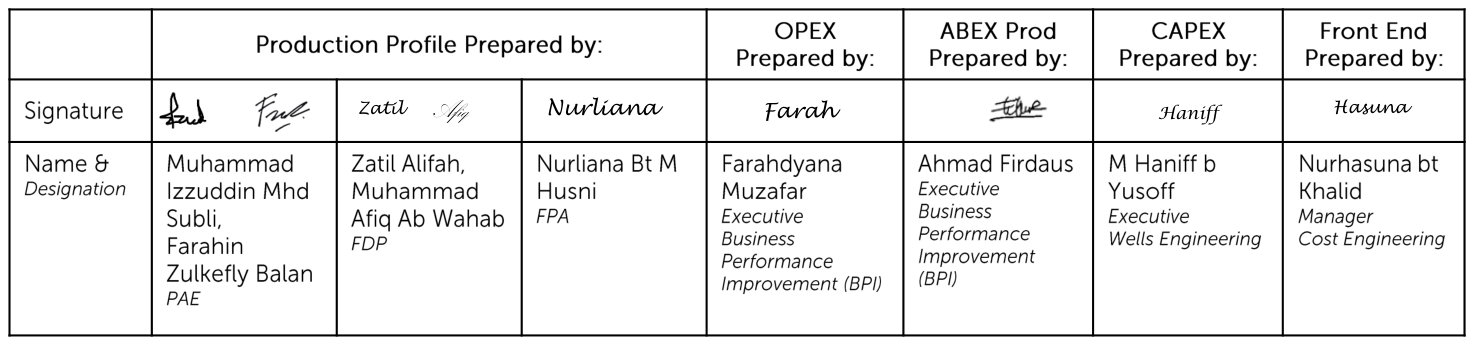 Production Profile Prepared by:
OPEX
Prepared by:
ABEX Prod
Prepared by:
CAPEX
Prepared by:
Front End
Prepared by:
Signature
Zatil
Afiq
Nurliana
Farah
Haniff
Hasuna
Name &
Designation
Muhammad
Izzuddin Mhd
Subli,
Farahin
Zulkefly Balan
PAE
Zatil Alifah,
Muhammad
Afiq Ab Wahab
FDP
Nurliana Bt M
Husni
FPA
Farahdyana
Muzafar
Executive
Business
Performance
Improvement (BPI)
Ahmad Firdaus
Executive
Business
Performance
Improvement
(BPI)
M Haniff b
Yusoff
Executive
Wells Engineering
Nurhasuna bt
Khalid
Manager
Cost Engineering